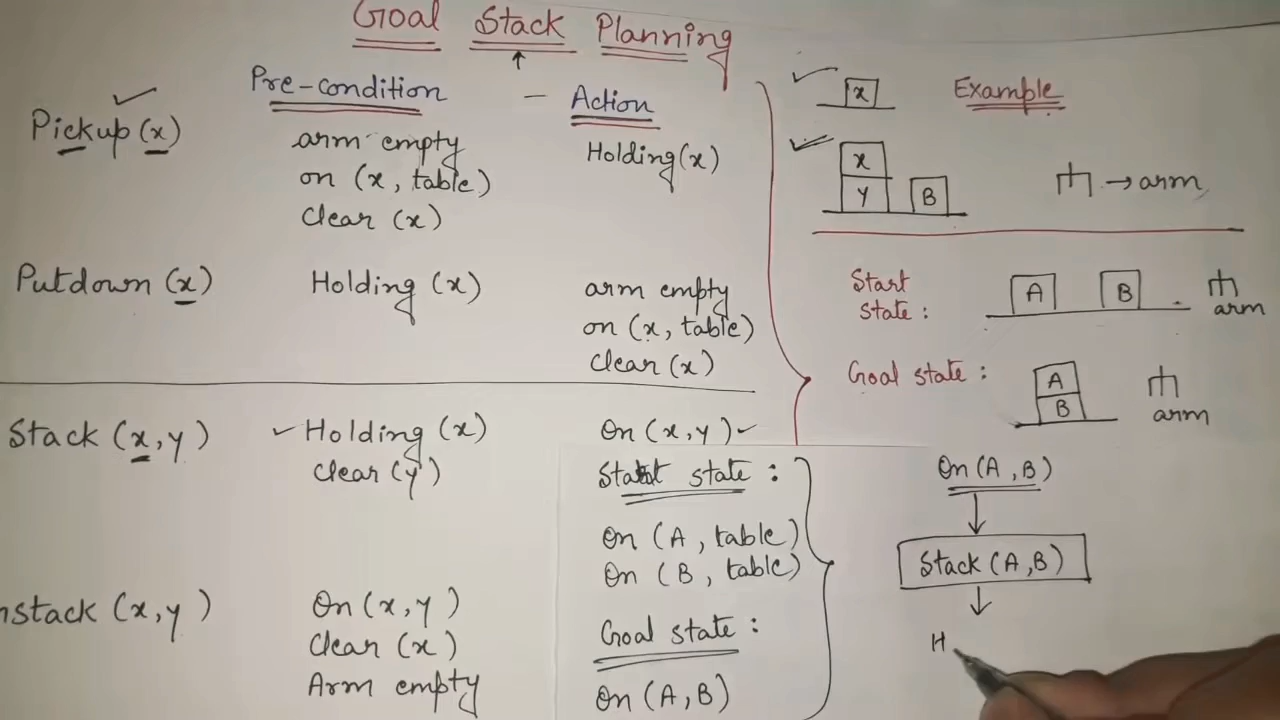 Goal Stack Planning
Pre-condition - Action
Pickup (x)
arm empty
on (x, table)
Clear (x)
Holding (x)
Putdown (x)
Holding (x)
arm empty
on (x, table)
Clear (x)
Stack (x, y)
Holding (x)
Clear (y)
On (x, y)
nstack (x, y)
On (x, y)
Clear (x)
Arm empty
Example
x
x
y
B
→ arm
Start
state :
A
B
arm
Goal state :
A
B
arm
state :
On (A, table)
On (B, table)
Goal state :
On (A, B)
On (A, B)
Stack (A, B)
H